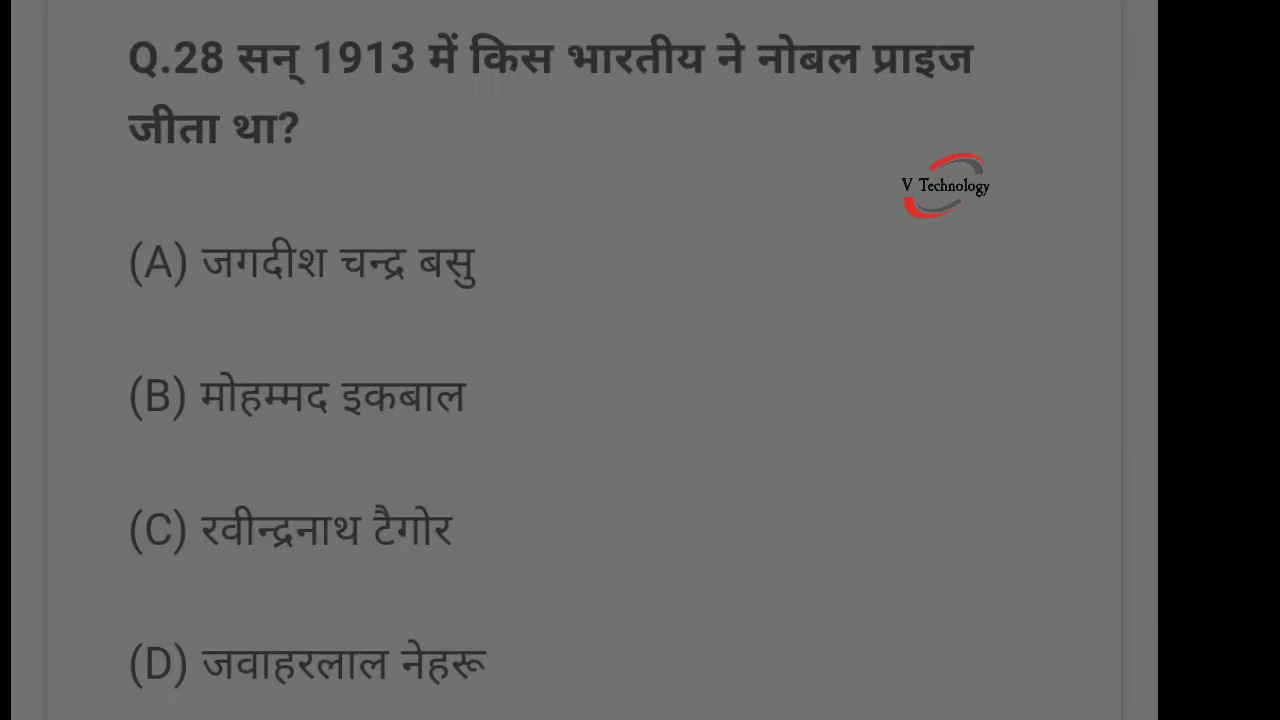 Q.28 सन् 1913 में किस भारतीय ने नोबल प्राइज
जीता था?
V Technology
(A) जगदीश चन्द्र बसु
(B) मोहम्मद इकबाल
(C) रवीन्द्रनाथ टैगोर
(D) जवाहरलाल नेहरू